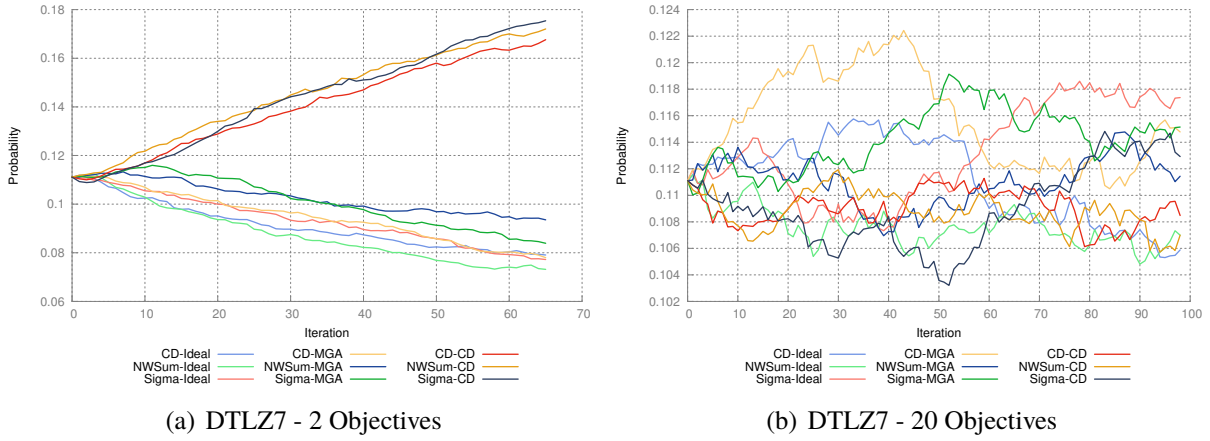 0.18
0.16
0.14
0.12
0.1
0.08
0.06
Probability
0 10 20 30 40 50 60 70
Iteration
CD-Ideal CD-MGA CD-CD
NWSum-Ideal NWSum-MGA NWSum-CD
Sigma-Ideal Sigma-MGA Sigma-CD
(a) DTLZ7 - 2 Objectives
0.124
0.122
0.12
0.118
0.116
0.114
0.112
0.11
0.108
0.106
0.104
0.102
Probability
0 10 20 30 40 50 60 70 80 90 100
Iteration
CD-Ideal CD-MGA CD-CD
NWSum-Ideal NWSum-MGA NWSum-CD
Sigma-Ideal Sigma-MGA Sigma-CD
(b) DTLZ7 - 20 Objectives